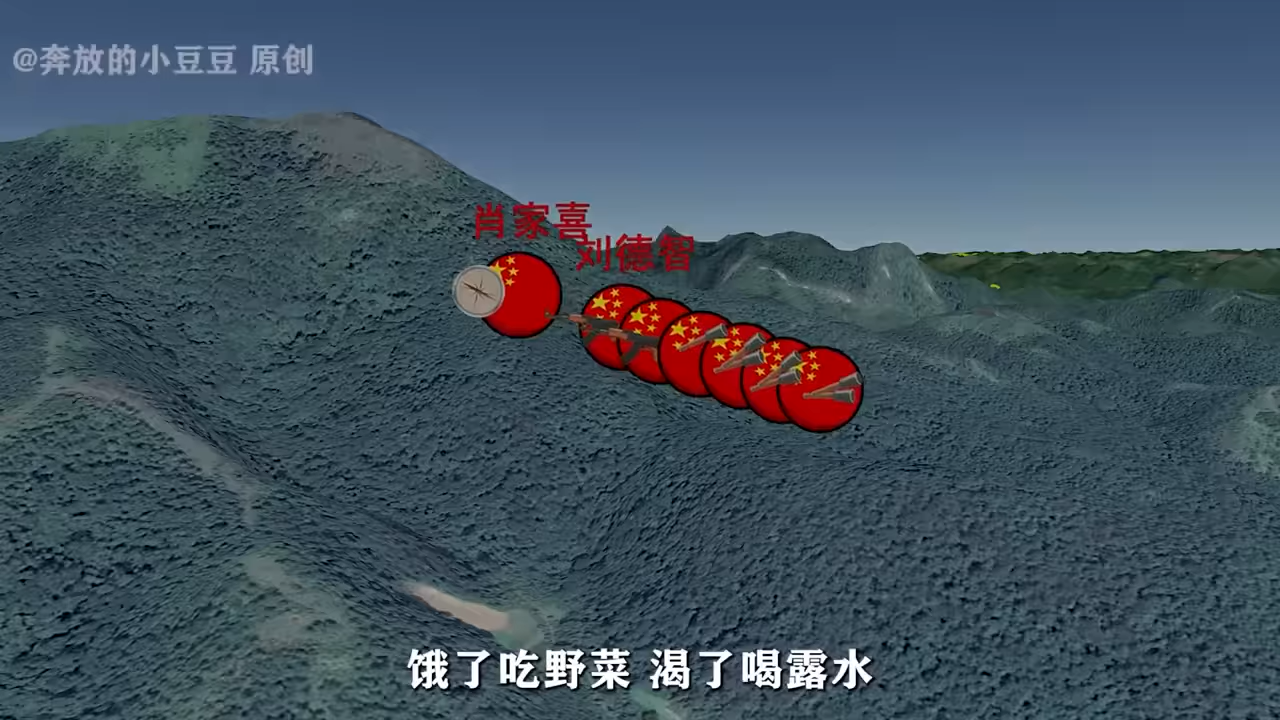 @奔放的小豆豆 原创
肖家喜
刘德智
饿了吃野菜 渴了喝露水